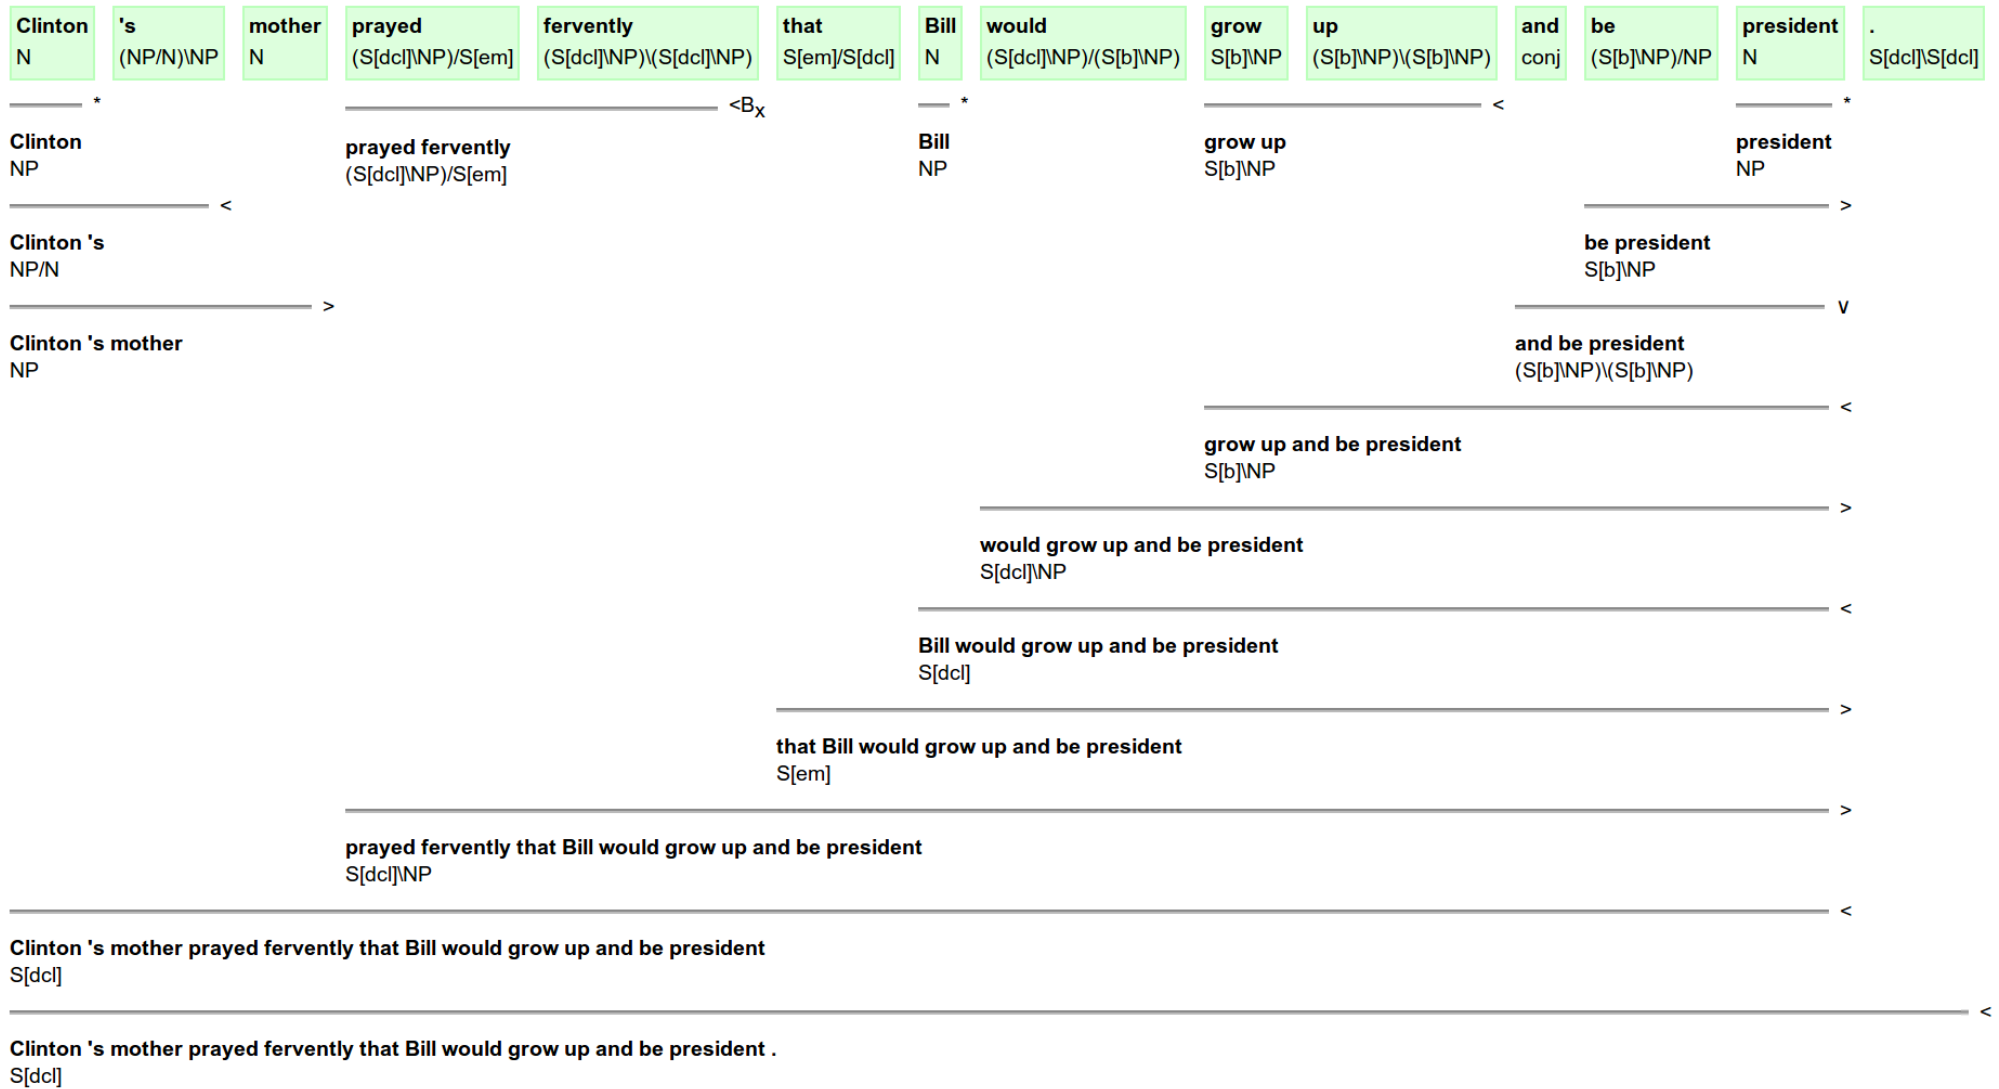 Clinton 's mother prayed fervently that Bill would grow up and be president .
N (NP/N)\NP N (S[dcl]\NP)/S[em] (S[dcl]\NP)\(S[dcl]\NP) S[em]/S[dcl] N (S[dcl]\NP)/(S[b]\NP) S[b]\NP (S[b]\NP)\(S[b]\NP) conj (S[b]\NP)/NP N S[dcl]\S[dcl]
* <Bx * < *
Clinton prayed fervently Bill grow up president
NP (S[dcl]\NP)/S[em] NP S[b]\NP NP
< >
Clinton 's be president
NP/N S[b]\NP
> ∨
Clinton 's mother and be president
NP (S[b]\NP)\(S[b]\NP)
<
grow up and be president
S[b]\NP
>
would grow up and be president
S[dcl]\NP
<
Bill would grow up and be president
S[dcl]
>
that Bill would grow up and be president
S[em]
>
prayed fervently that Bill would grow up and be president
S[dcl]\NP
<
Clinton 's mother prayed fervently that Bill would grow up and be president
S[dcl]
<
Clinton 's mother prayed fervently that Bill would grow up and be president .
S[dcl]